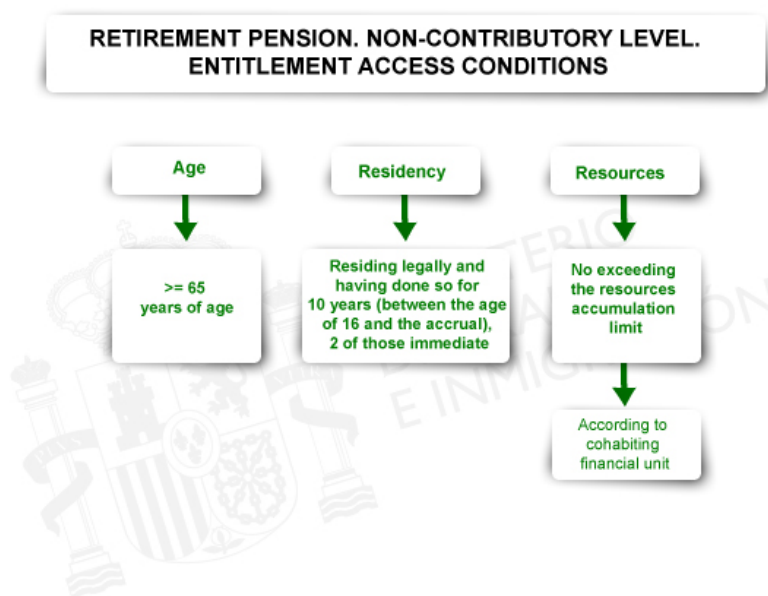 RETIREMENT PENSION. NON-CONTRIBUTORY LEVEL.
ENTITLEMENT ACCESS CONDITIONS
Age
Residency
Resources
>= 65
years of age
Residing legally and
having done so for
10 years (between the age
of 16 and the accrual),
2 of those immediate
No exceeding
the resources
accumulation
limit
According to
cohabiting
financial unit
E INMIGRACIÓN